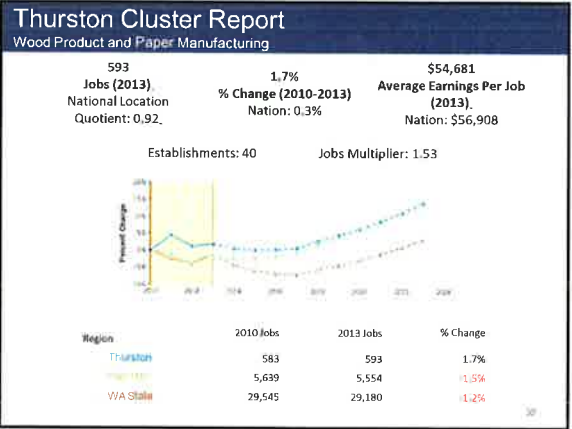 Thurston Cluster Report
Wood Product and Paper Manufacturing
593
Jobs (2013)
National Location
Quotient: 0.92
1.7%
% Change (2010-2013)
Nation: 0.3%
$54,681
Average Earnings Per Job
(2013)
Nation: $56,908
Establishments: 40 Jobs Multiplier: 1.53
Percent Change
Region 2010 Jobs 2013 Jobs % Change
Thurston 583 593 1.7%
5,639 5,554 -1.5%
WA State 29,545 29,180 -1.2%